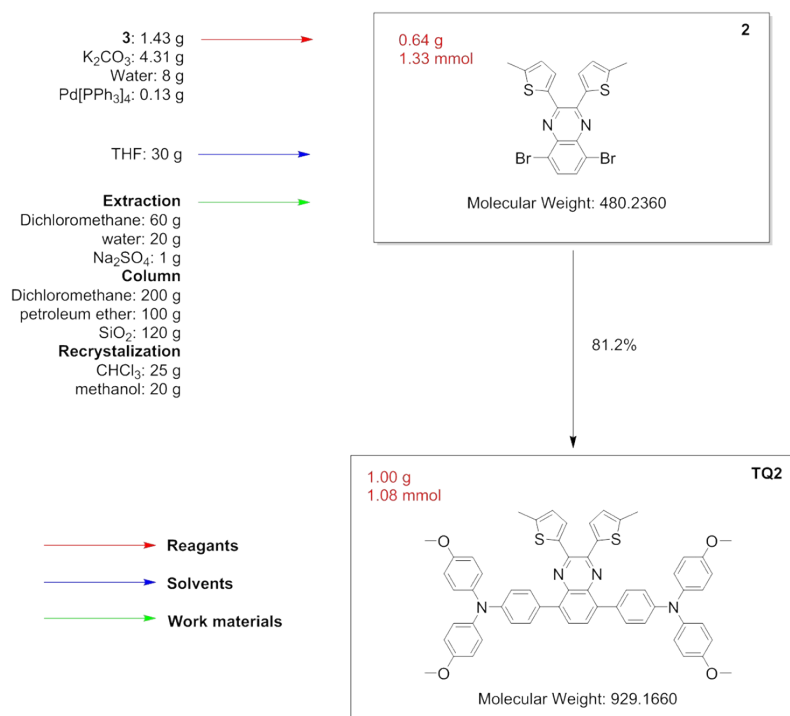 3: 1.43 g
K₂CO₃: 4.31 g
Water: 8 g
Pd[PPh₃]₄: 0.13 g
THF: 30 g
Extraction
Dichloromethane: 60 g
water: 20 g
Na₂SO₄: 1 g
Column
Dichloromethane: 200 g
petroleum ether: 100 g
SiO₂: 120 g
Recrystalization
CHCl₃: 25 g
methanol: 20 g
2
0.64 g
1.33 mmol
S S
N N
Br Br
Molecular Weight: 480.2360
81.2%
TQ2
1.00 g
1.08 mmol
O S S O
N N
N N
O O
Molecular Weight: 929.1660
Reagants
Solvents
Work materials